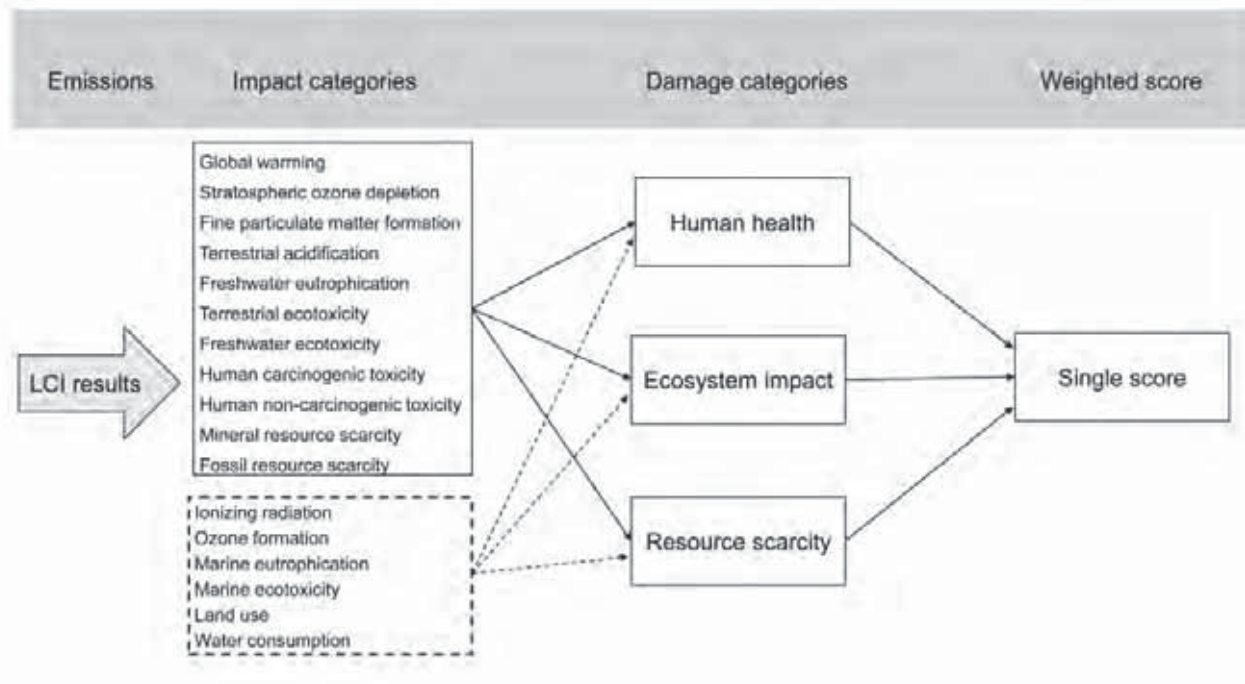 Emissions
Impact categories
Damage categories
Weighted score
LCI results
Global warming
Stratospheric ozone depletion
Fine particulate matter formation
Terrestrial acidification
Freshwater eutrophication
Terrestrial ecotoxicity
Freshwater ecotoxicity
Human carcinogenic toxicity
Human non-carcinogenic toxicity
Mineral resource scarcity
Fossil resource scarcity
Ionizing radiation
Ozone formation
Marine eutrophication
Marine ecotoxicity
Land use
Water consumption
Human health
Ecosystem impact
Resource scarcity
Single score